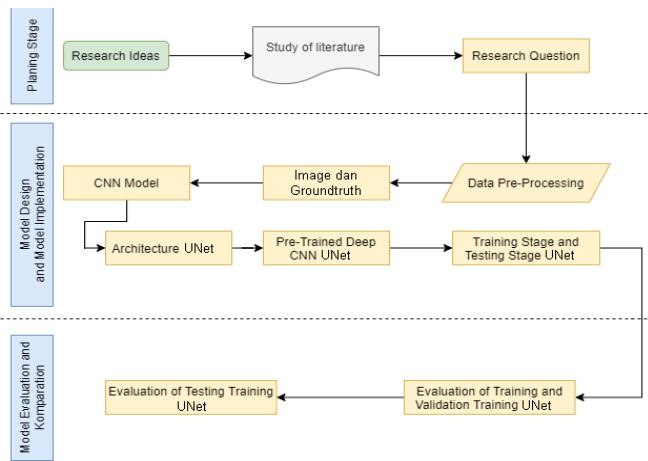 Planing Stage
Research Ideas
Study of literature
Research Question
Model Design
and Model Implementation
CNN Model
Image dan
Groundtruth
Data Pre-Processing
Architecture UNet
Pre-Trained Deep
CNN UNet
Training Stage and
Testing Stage UNet
Model Evaluation and
Komparation
Evaluation of Testing Training
UNet
Evaluation of Training and
Validation Training UNet